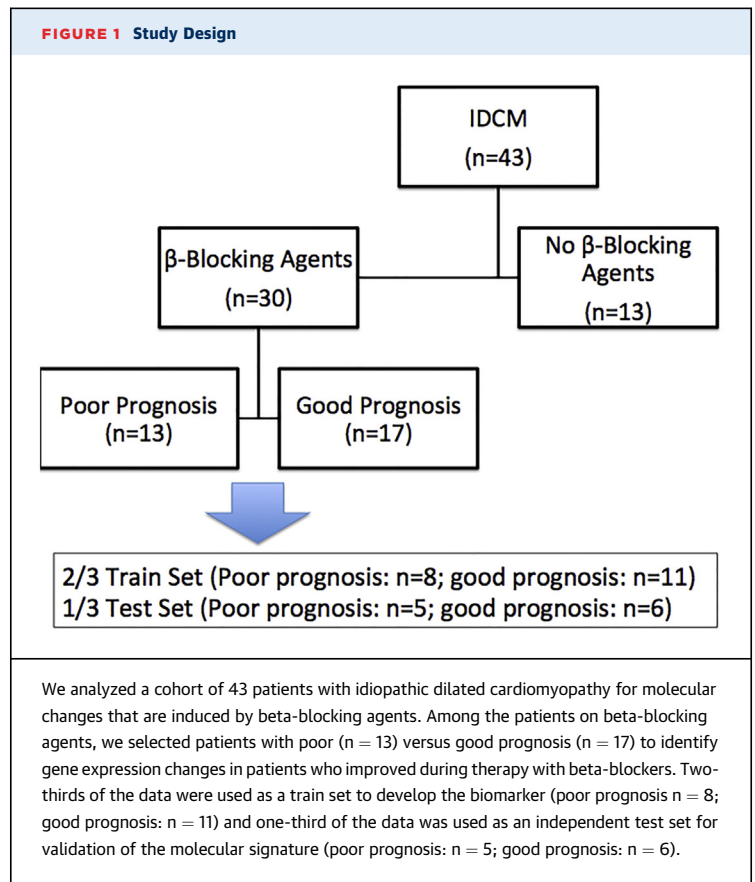 FIGURE 1 Study Design
IDCM
(n=43)
β-Blocking Agents
(n=30)
No β-Blocking
Agents
(n=13)
Poor Prognosis
(n=13)
Good Prognosis
(n=17)
2/3 Train Set (Poor prognosis: n=8; good prognosis: n=11)
1/3 Test Set (Poor prognosis: n=5; good prognosis: n=6)
We analyzed a cohort of 43 patients with idiopathic dilated cardiomyopathy for molecular
changes that are induced by beta-blocking agents. Among the patients on beta-blocking
agents, we selected patients with poor (n = 13) versus good prognosis (n = 17) to identify
gene expression changes in patients who improved during therapy with beta-blockers. Two-
thirds of the data were used as a train set to develop the biomarker (poor prognosis n = 8;
good prognosis: n = 11) and one-third of the data was used as an independent test set for
validation of the molecular signature (poor prognosis: n = 5; good prognosis: n = 6).